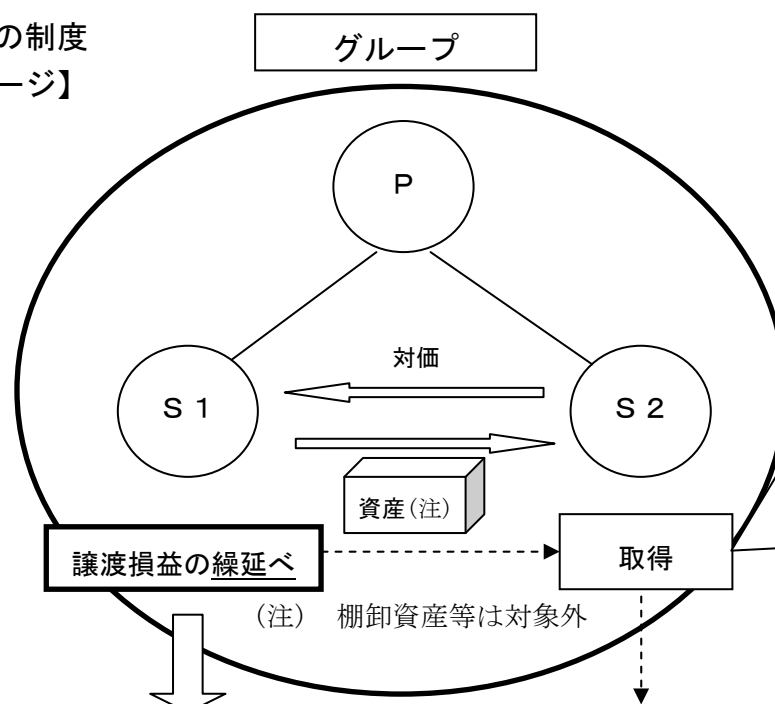 の制度
ージ】
グループ
Ｐ
対価
Ｓ１
Ｓ２
資産(注)
譲渡損益の繰延べ
取得
(注)　棚卸資産等は対象外